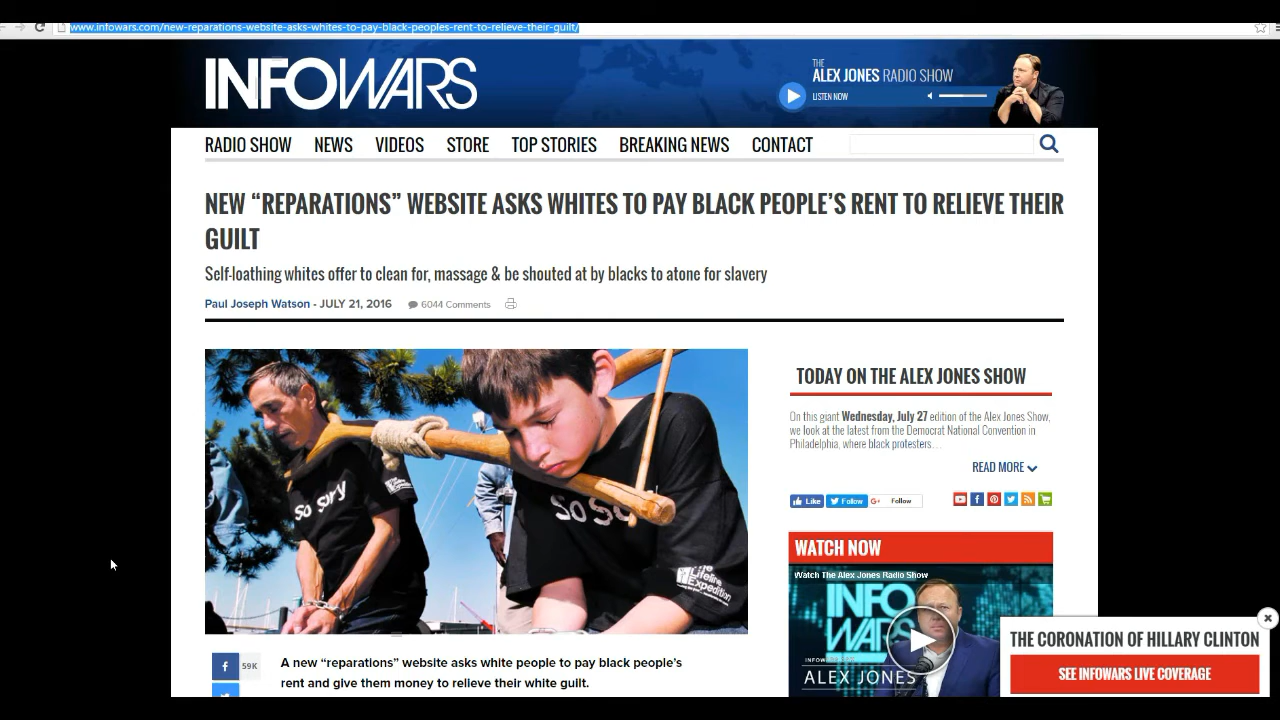 www.infowars.com/new-reparations-website-asks-whites-to-pay-black-peoples-rent-to-relieve-their-guilt/
INFOWARS
THE
ALEX JONES RADIO SHOW
LISTEN NOW
RADIO SHOW NEWS VIDEOS STORE TOP STORIES BREAKING NEWS CONTACT
NEW “REPARATIONS” WEBSITE ASKS WHITES TO PAY BLACK PEOPLE’S RENT TO RELIEVE THEIR
GUILT
Self-loathing whites offer to clean for, massage & be shouted at by blacks to atone for slavery
Paul Joseph Watson - JULY 21, 2016 6044 Comments
So Sorry
So So
The Lifeline
Expedition
TODAY ON THE ALEX JONES SHOW
On this giant Wednesday, July 27 edition of the Alex Jones Show,
we look at the latest from the Democrat National Convention in
Philadelphia, where black protesters...
READ MORE
Like Follow G+ Follow
WATCH NOW
Watch The Alex Jones Radio Show
INFO
WARS
ALEX JONES
THE CORONATION OF HILLARY CLINTON
SEE INFOWARS LIVE COVERAGE
59K
A new “reparations” website asks white people to pay black people’s
rent and give them money to relieve their white guilt.